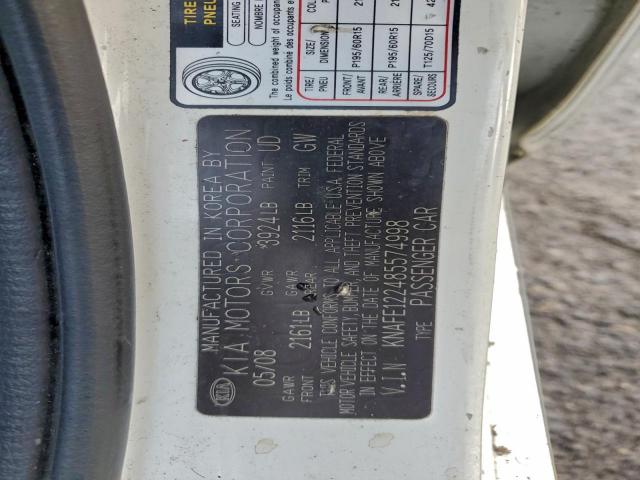 TIRE
PNEU
SEATING
NOMBRE
The combined weight of occupants
Le poids combiné des occupants et
TIRE/
PNEU
SIZE/
DIMENSION
FRONT/
AVANT
P195/60R15
REAR/
ARRIÈRE
P195/60R15
SPARE/
SECOURS
T125/70D15
MANUFACTURED IN KOREA BY
KIA MOTORS CORPORATION
05/08 GVWR 3924LB PAINT UD
GAWR FRONT 2161LB GAWR REAR 2116LB TRIM GW
THIS VEHICLE CONFORMS TO ALL APPLICABLE U.S.A. FEDERAL
MOTOR VEHICLE SAFETY, BUMPER, AND THEFT PREVENTION STANDARDS
IN EFFECT ON THE DATE OF MANUFACTURE SHOWN ABOVE
V.I.N KNAFE122485574998
TYPE PASSENGER CAR
KIA